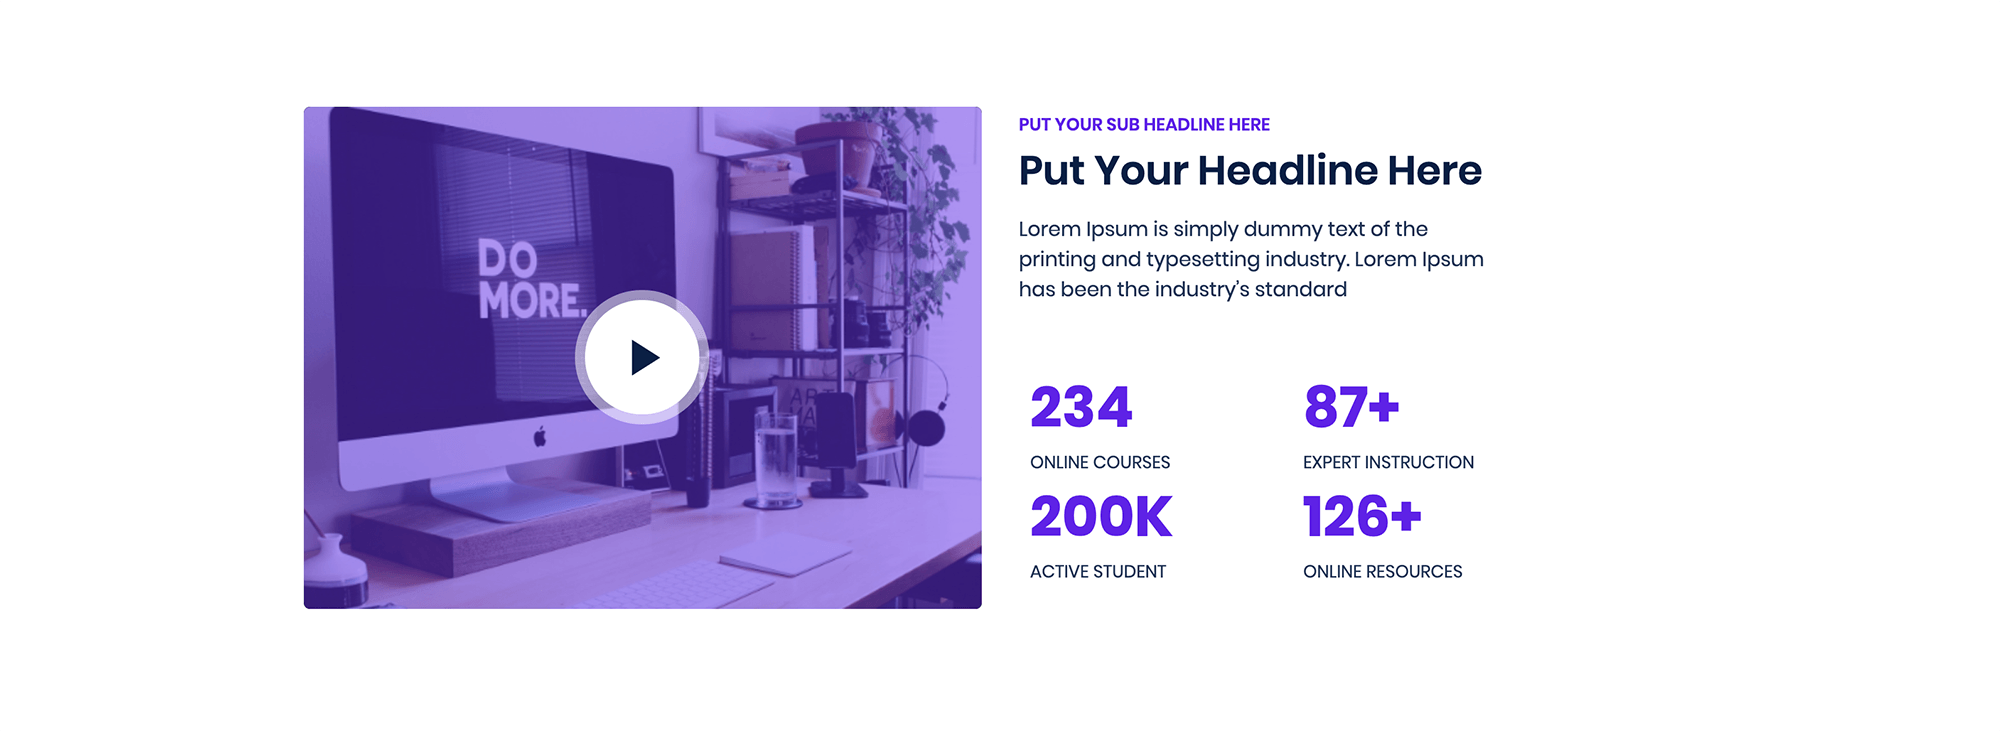 DO
MORE.
ART
PUT YOUR SUB HEADLINE HERE
Put Your Headline Here
Lorem Ipsum is simply dummy text of the
printing and typesetting industry. Lorem Ipsum
has been the industry’s standard
234
87+
ONLINE COURSES
EXPERT INSTRUCTION
200K
126+
ACTIVE STUDENT
ONLINE RESOURCES